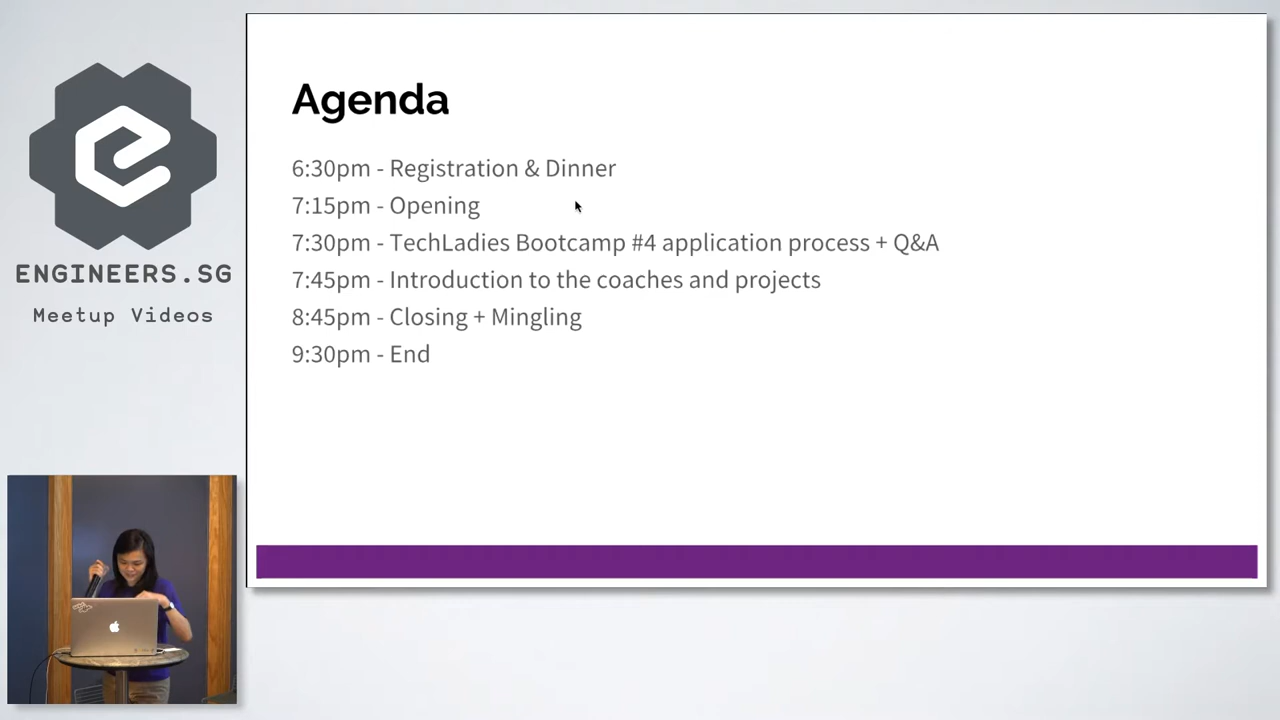 ENGINEERS.SG
Meetup Videos
Agenda
6:30pm - Registration & Dinner
7:15pm - Opening
7:30pm - TechLadies Bootcamp #4 application process + Q&A
7:45pm - Introduction to the coaches and projects
8:45pm - Closing + Mingling
9:30pm - End